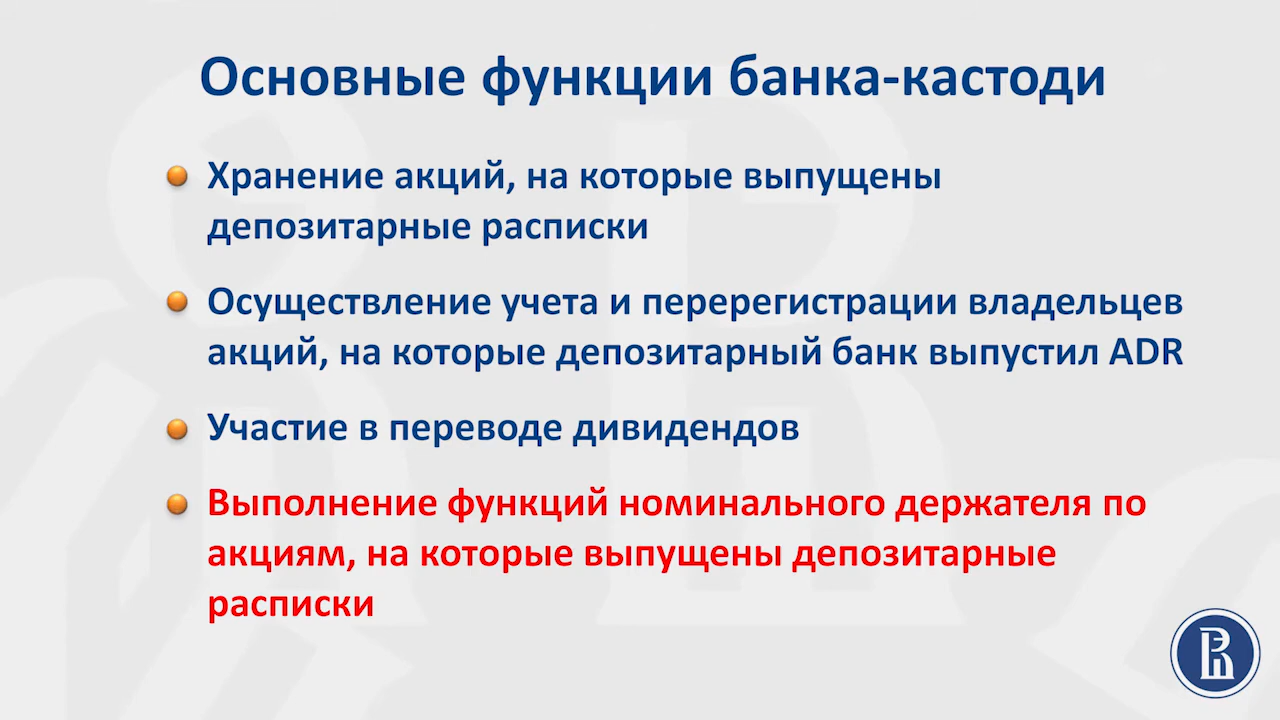 Основные функции банка-кастоди
Хранение акций, на которые выпущены
депозитарные расписки
Осуществление учета и перерегистрации владельцев
акций, на которые депозитарный банк выпустил ADR
Участие в переводе дивидендов
Выполнение функций номинального держателя по
акциям, на которые выпущены депозитарные
расписки